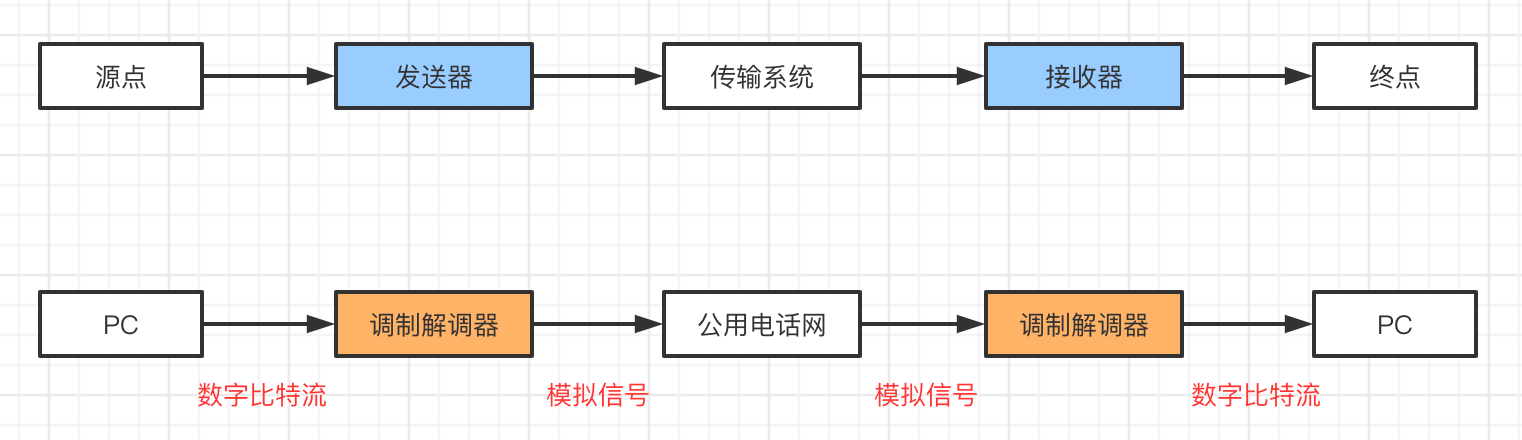 源点 发送器 传输系统 接收器 终点
PC 调制解调器 公用电话网 调制解调器 PC
数字比特流 模拟信号 模拟信号 数字比特流